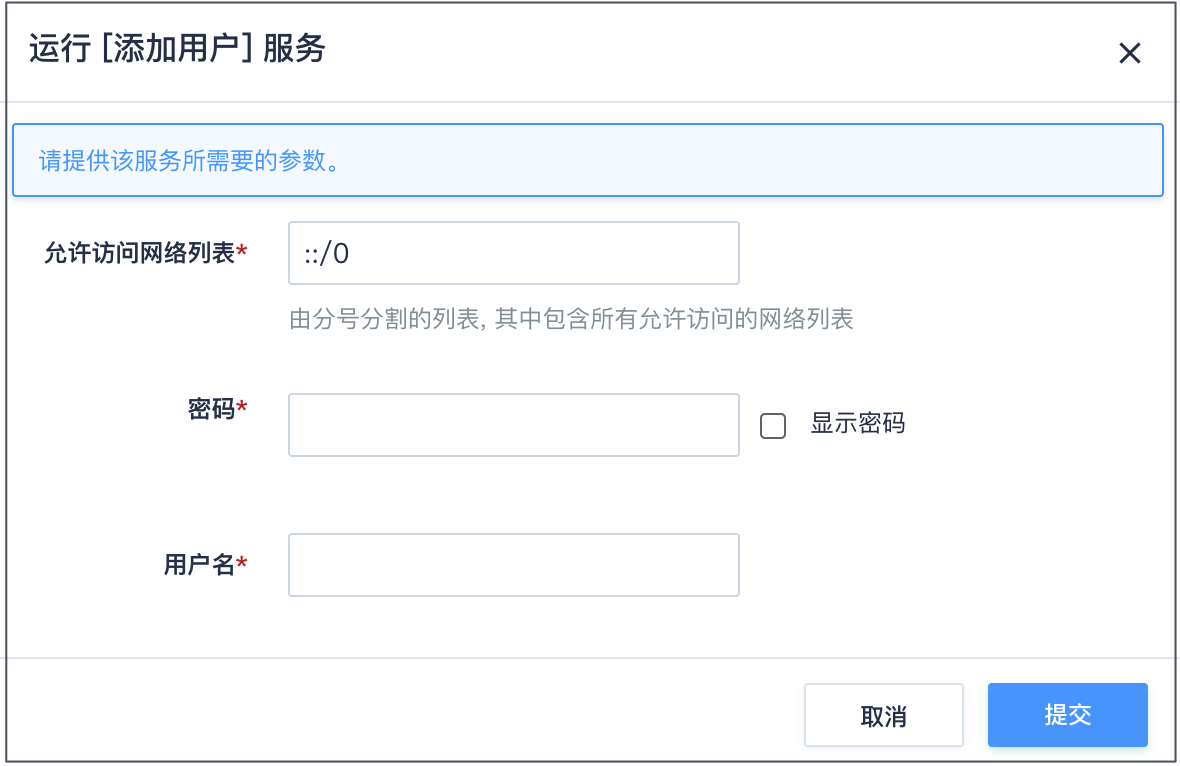 运行 [添加用户] 服务
请提供该服务所需要的参数。
允许访问网络列表* ::/0
由分号分割的列表, 其中包含所有允许访问的网络列表
密码* 显示密码
用户名*
取消 提交